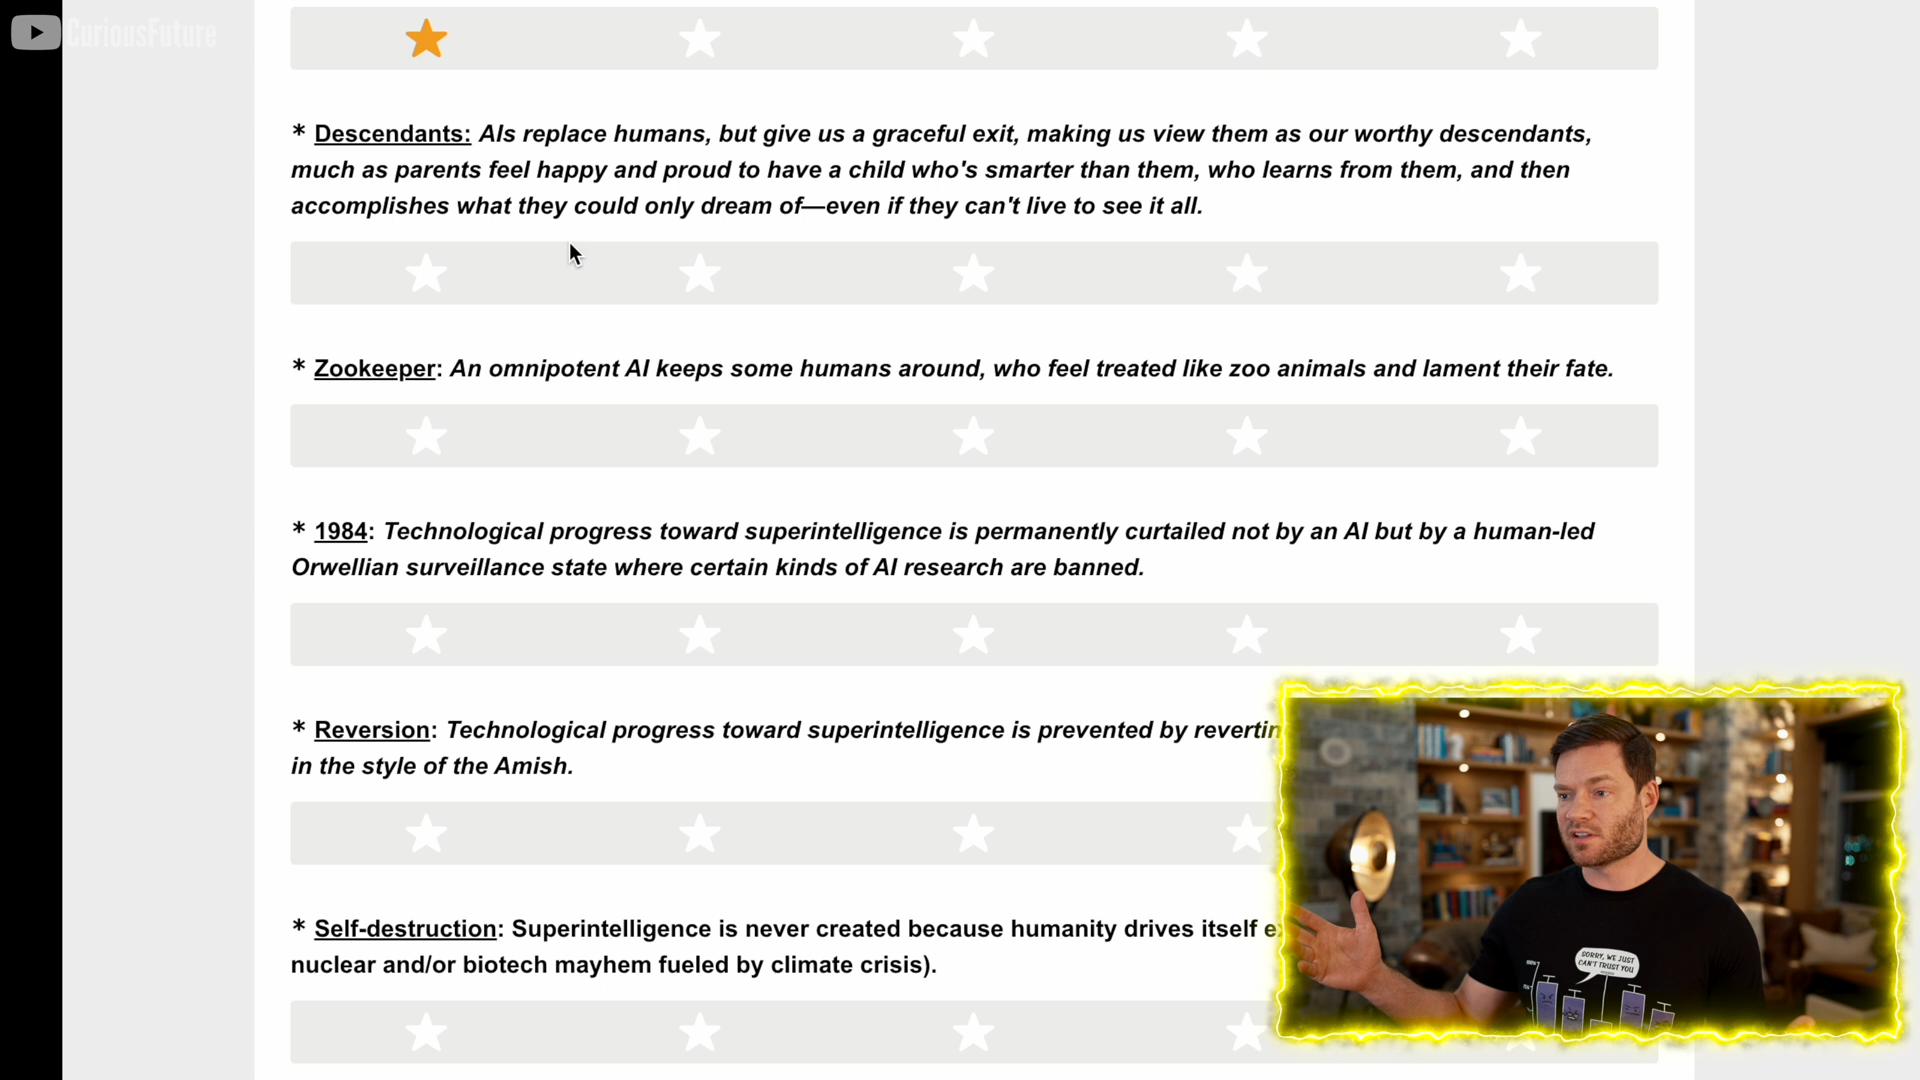 CuriousFuture
* Descendants: AIs replace humans, but give us a graceful exit, making us view them as our worthy descendants,
much as parents feel happy and proud to have a child who's smarter than them, who learns from them, and then
accomplishes what they could only dream of—even if they can't live to see it all.
* Zookeeper: An omnipotent AI keeps some humans around, who feel treated like zoo animals and lament their fate.
* 1984: Technological progress toward superintelligence is permanently curtailed not by an AI but by a human-led
Orwellian surveillance state where certain kinds of AI research are banned.
* Reversion: Technological progress toward superintelligence is prevented by
in the style of the Amish.
* Self-destruction: Superintelligence is never created because humanity drives itself
nuclear and/or biotech mayhem fueled by climate crisis).
SORRY, WE JUST
CAN'T TRUST YOU